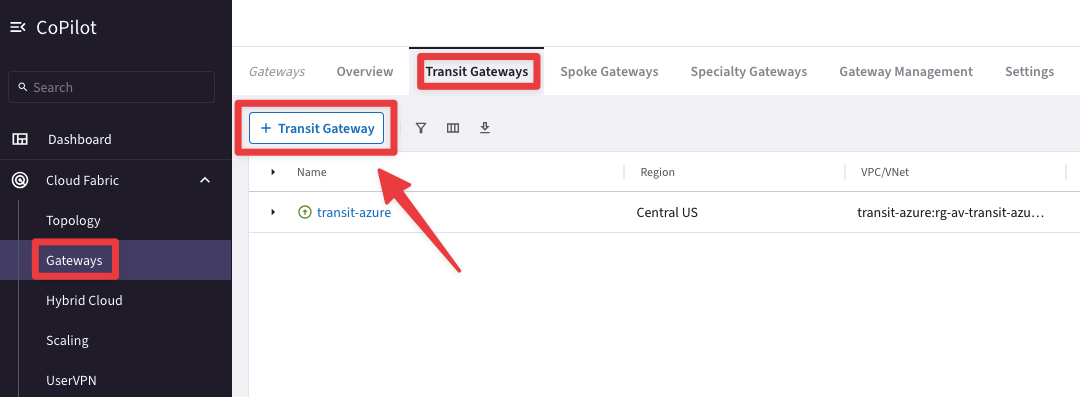 CoPilot
Search
Dashboard
Cloud Fabric
Topology
Gateways
Hybrid Cloud
Scaling
UserVPN
Gateways Overview Transit Gateways Spoke Gateways Specialty Gateways Gateway Management Settings
+ Transit Gateway
Name Region VPC/VNet
transit-azure Central US transit-azure:rg-av-transit-azu...